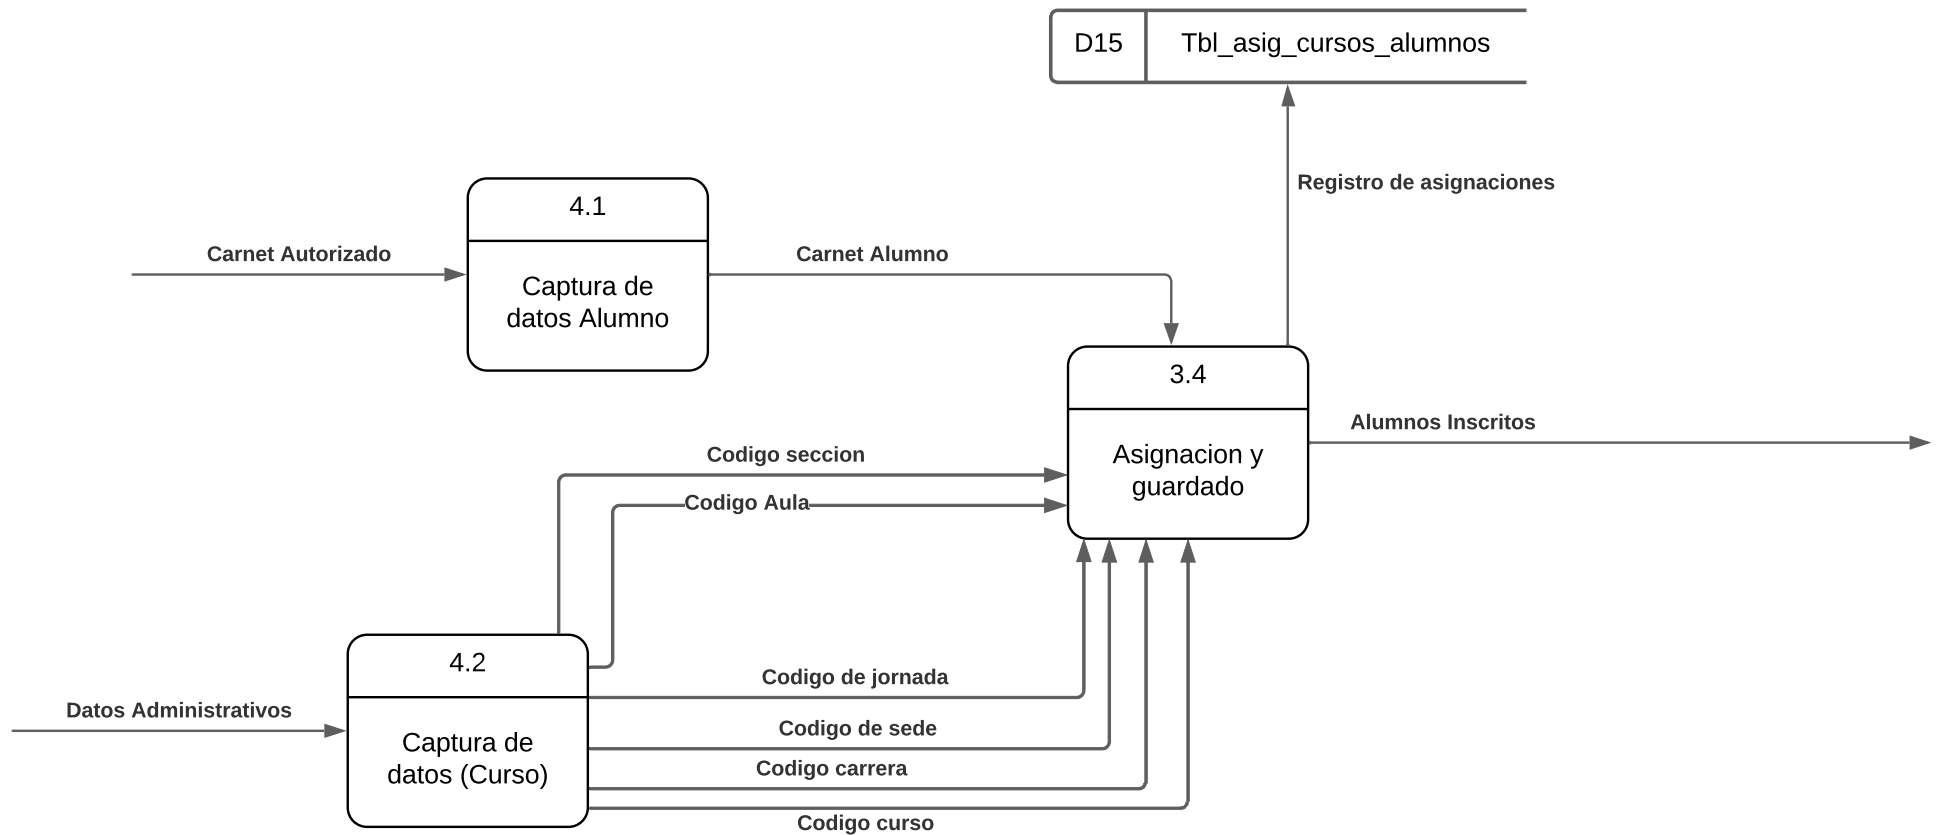 D15
Tbl_asig_cursos_alumnos
Registro de asignaciones
4.1
Carnet Autorizado
Carnet Alumno
Captura de
datos Alumno
3.4
Alumnos Inscritos
Asignacion y
guardado
Codigo seccion
Codigo Aula
4.2
Codigo de jornada
Datos Administrativos
Codigo de sede
Captura de
datos (Curso)
Codigo carrera
Codigo curso